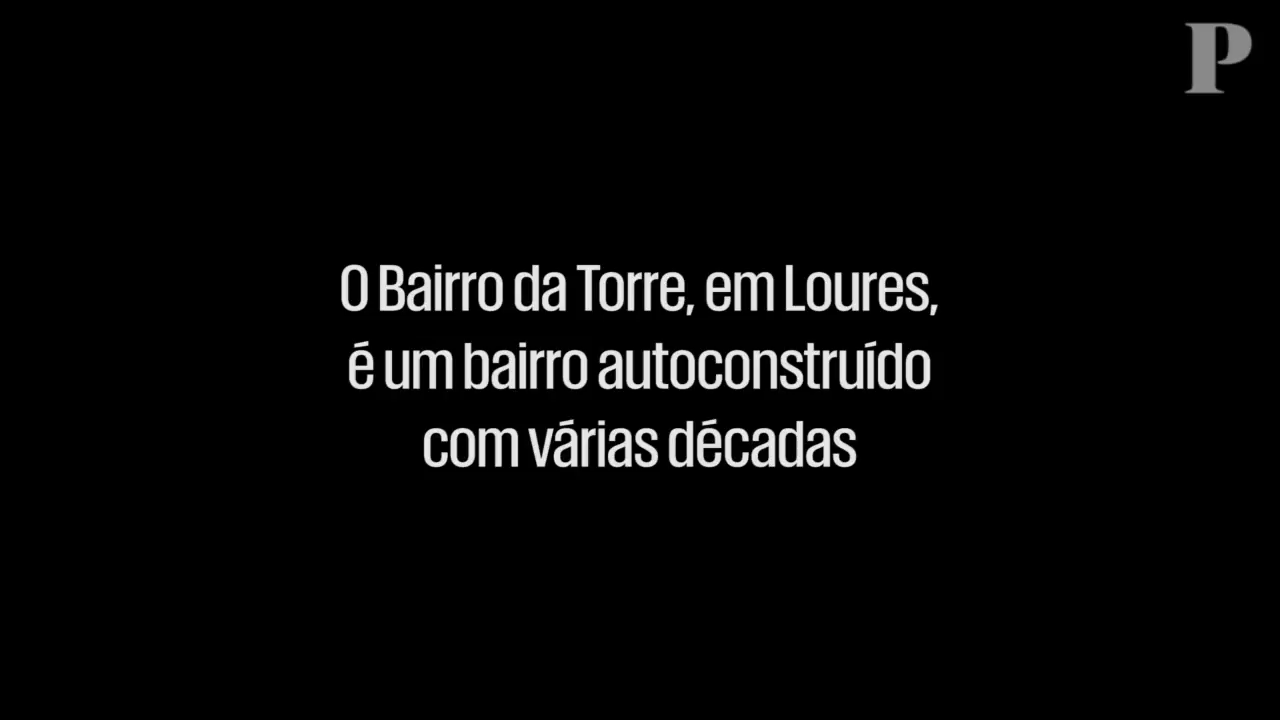 P
O Bairro da Torre, em Loures,
é um bairro autoconstruído
com várias décadas